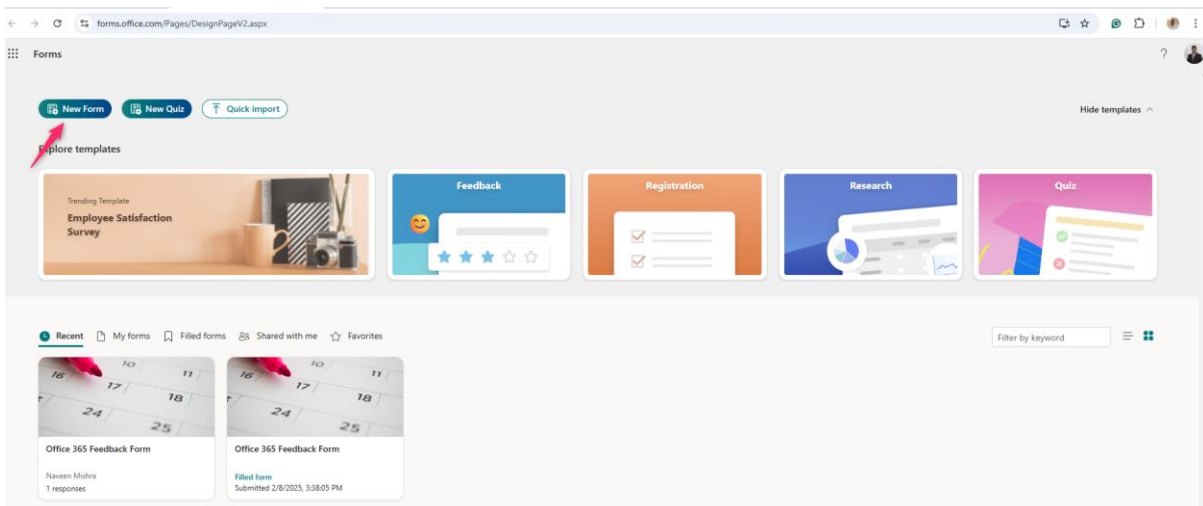 forms.office.com/Pages/DesignPageV2.aspx
Forms
?
New Form
New Quiz
Quick import
Hide templates
Explore templates
Trending Template
Employee Satisfaction
Survey
Feedback
Registration
Research
Quiz
Recent
My forms
Filled forms
Shared with me
Favorites
Filter by keyword
10
11
16
17
18
24
25
10
11
16
17
18
24
25
Office 365 Feedback Form
Office 365 Feedback Form
Naveen Mishra
Filled form
1 responses
Submitted 2/8/2025, 3:38:05 PM